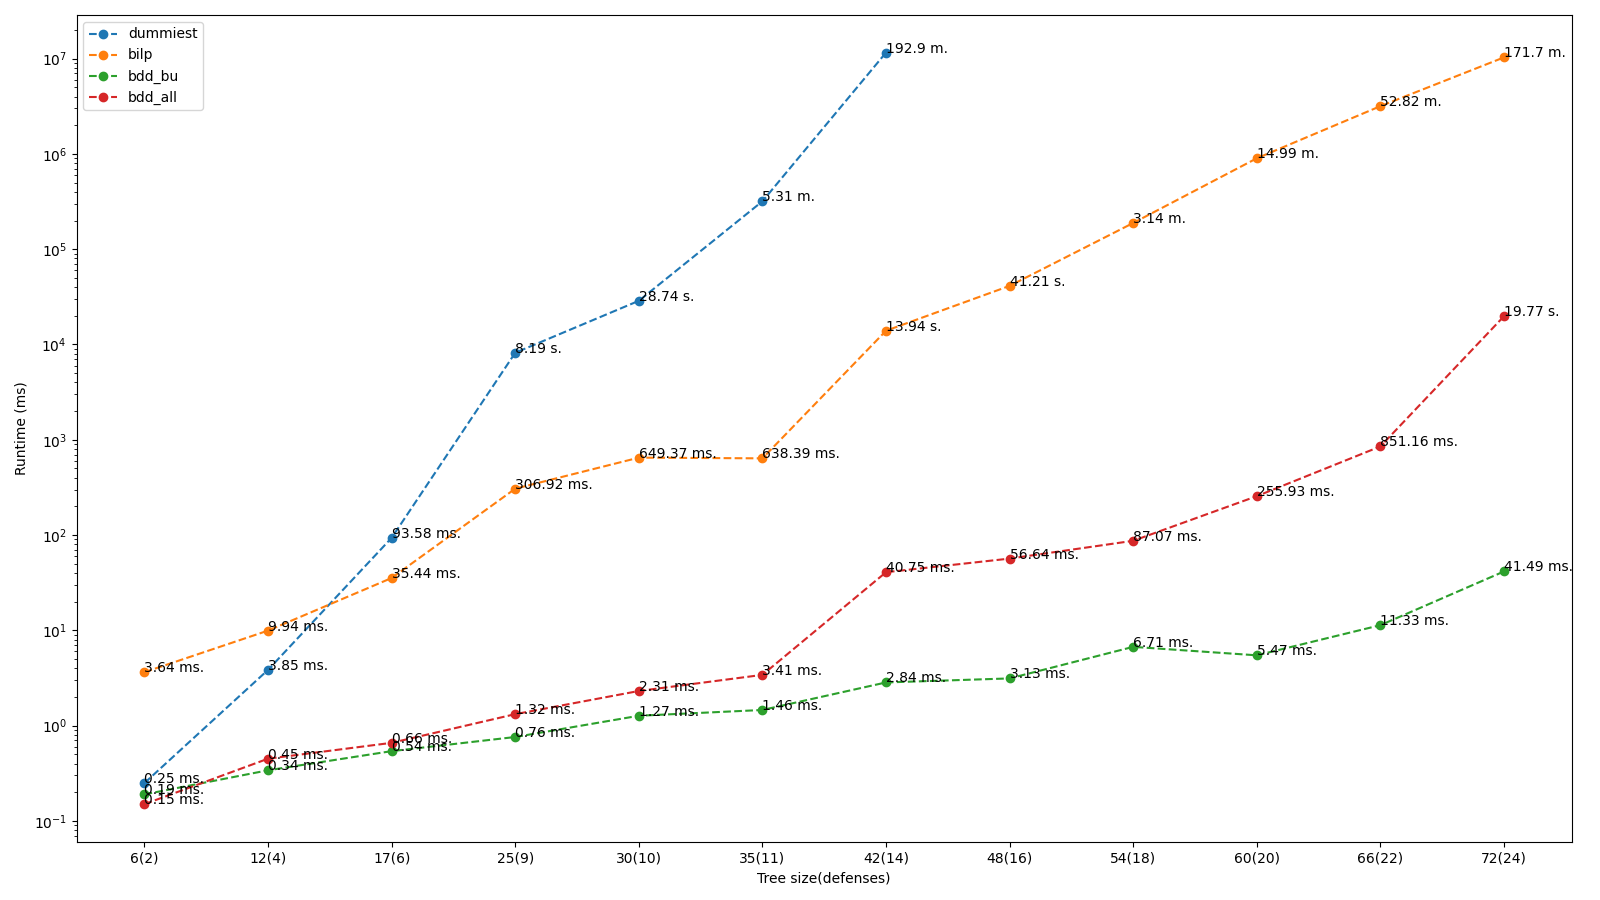 dummiest
bilp
bdd_bu
bdd_all
Runtime (ms)
10^7
10^6
10^5
10^4
10^3
10^2
10^1
10^0
10^-1
192.9 m.
171.7 m.
52.82 m.
14.99 m.
5.31 m.
3.14 m.
28.74 s.
41.21 s.
13.94 s.
19.77 s.
8.19 s.
649.37 ms.
638.39 ms.
851.16 ms.
306.92 ms.
255.93 ms.
93.58 ms.
87.07 ms.
56.64 ms.
35.44 ms.
40.75 ms.
41.49 ms.
9.94 ms.
11.33 ms.
3.64 ms.
3.85 ms.
3.41 ms.
6.71 ms.
5.47 ms.
2.31 ms.
2.84 ms.
3.13 ms.
1.32 ms.
1.27 ms.
1.46 ms.
0.66 ms.
0.54 ms.
0.76 ms.
0.45 ms.
0.34 ms.
0.25 ms.
0.19 ms.
0.15 ms.
6(2) 12(4) 17(6) 25(9) 30(10) 35(11) 42(14) 48(16) 54(18) 60(20) 66(22) 72(24)
Tree size(defenses)